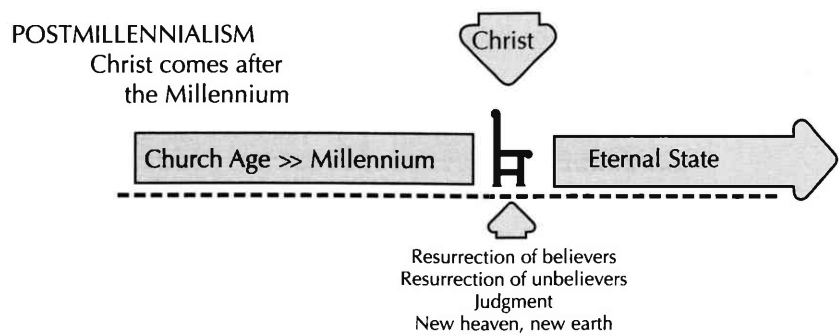 POSTMILLENNIALISM
Christ comes after
the Millennium
Christ
Church Age >> Millennium
Eternal State
Resurrection of believers
Resurrection of unbelievers
Judgment
New heaven, new earth